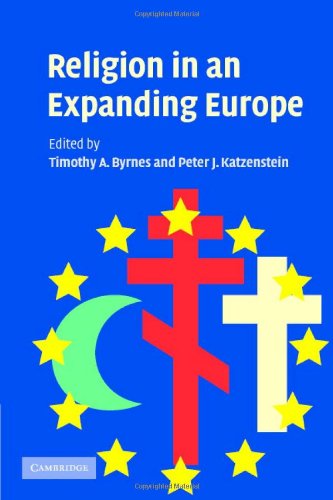 Religion in an
Expanding Europe
Edited by
Timothy A. Byrnes and Peter J. Katzenstein
CAMBRIDGE